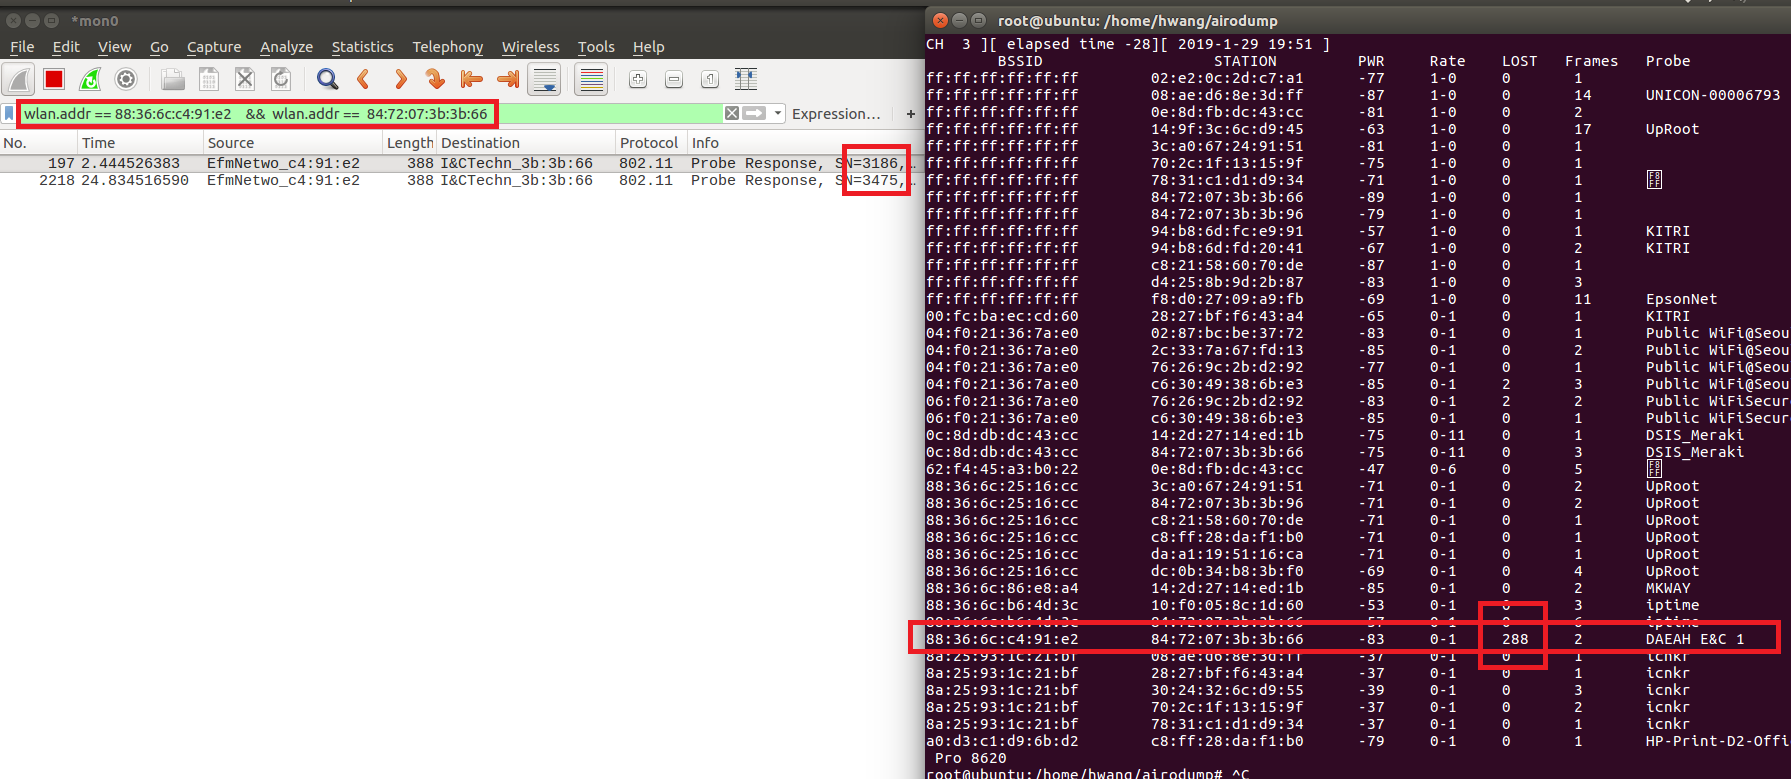 *mon0
File Edit View Go Capture Analyze Statistics Telephony Wireless Tools Help
wlan.addr == 88:36:6c:c4:91:e2 && wlan.addr == 84:72:07:3b:3b:66 Expression… +
No. Time Source Length Destination Protocol Info
197 2.444526383 EfmNetwo_c4:91:e2 388 I&CTechn_3b:3b:66 802.11 Probe Response, SN=3186,…
2218 24.834516590 EfmNetwo_c4:91:e2 388 I&CTechn_3b:3b:66 802.11 Probe Response, SN=3475,…
root@ubuntu: /home/hwang/airodump
CH 3 ][ elapsed time -28][ 2019-1-29 19:51 ]
BSSID STATION PWR Rate LOST Frames Probe
ff:ff:ff:ff:ff:ff 02:e2:0c:2d:c7:a1 -77 1-0 0 1
ff:ff:ff:ff:ff:ff 08:ae:d6:8e:3d:ff -87 1-0 0 14 UNICON-00006793
ff:ff:ff:ff:ff:ff 0e:8d:fb:dc:43:cc -81 1-0 0 2
ff:ff:ff:ff:ff:ff 14:9f:3c:6c:d9:45 -63 1-0 0 17 UpRoot
ff:ff:ff:ff:ff:ff 3c:a0:67:24:91:51 -81 1-0 0 1
ff:ff:ff:ff:ff:ff 70:2c:1f:13:15:9f -75 1-0 0 1
ff:ff:ff:ff:ff:ff 78:31:c1:d1:d9:34 -71 1-0 0 1
ff:ff:ff:ff:ff:ff 84:72:07:3b:3b:66 -89 1-0 0 1
ff:ff:ff:ff:ff:ff 84:72:07:3b:3b:96 -79 1-0 0 1
ff:ff:ff:ff:ff:ff 94:b8:6d:fc:e9:91 -57 1-0 0 1 KITRI
ff:ff:ff:ff:ff:ff 94:b8:6d:fd:20:41 -67 1-0 0 2 KITRI
ff:ff:ff:ff:ff:ff c8:21:58:60:70:de -87 1-0 0 1
ff:ff:ff:ff:ff:ff d4:25:8b:9d:2b:87 -83 1-0 0 3
ff:ff:ff:ff:ff:ff f8:d0:27:09:a9:fb -69 1-0 0 11 EpsonNet
00:fc:ba:ec:cd:60 28:27:bf:f6:43:a4 -65 0-1 0 1 KITRI
04:f0:21:36:7a:e0 02:87:bc:be:37:72 -83 0-1 0 1 Public WiFi@Seou
04:f0:21:36:7a:e0 2c:33:7a:67:fd:13 -85 0-1 0 2 Public WiFi@Seou
04:f0:21:36:7a:e0 76:26:9c:2b:d2:92 -77 0-1 0 1 Public WiFi@Seou
04:f0:21:36:7a:e0 c6:30:49:38:6b:e3 -85 0-1 2 3 Public WiFi@Seou
06:f0:21:36:7a:e0 76:26:9c:2b:d2:92 -83 0-1 2 2 Public WiFiSecur
06:f0:21:36:7a:e0 c6:30:49:38:6b:e3 -85 0-1 0 1 Public WiFiSecur
0c:8d:db:dc:43:cc 14:2d:27:14:ed:1b -75 0-11 0 1 DSIS_Meraki
0c:8d:db:dc:43:cc 84:72:07:3b:3b:66 -75 0-11 0 3 DSIS_Meraki
62:f4:45:a3:b0:22 0e:8d:fb:dc:43:cc -47 0-6 0 5
88:36:6c:25:16:cc 3c:a0:67:24:91:51 -71 0-1 0 2 UpRoot
88:36:6c:25:16:cc 84:72:07:3b:3b:96 -71 0-1 0 2 UpRoot
88:36:6c:25:16:cc c8:21:58:60:70:de -71 0-1 0 1 UpRoot
88:36:6c:25:16:cc c8:ff:28:da:f1:b0 -71 0-1 0 1 UpRoot
88:36:6c:25:16:cc da:a1:19:51:16:ca -71 0-1 0 1 UpRoot
88:36:6c:25:16:cc dc:0b:34:b8:3b:f0 -69 0-1 0 4 UpRoot
88:36:6c:86:e8:a4 14:2d:27:14:ed:1b -85 0-1 0 2 MKWAY
88:36:6c:b6:4d:3c 10:f0:05:8c:1d:60 -53 0-1 0 3 iptime
88:36:6c:b6:4d:3c 84:72:07:3b:3b:66 -57 0-1 0 6 iptime
88:36:6c:c4:91:e2 84:72:07:3b:3b:66 -83 0-1 288 2 DAEAH E&C 1
8a:25:93:1c:21:bf 08:ae:d6:8e:3d:ff -37 0-1 0 1 icnkr
8a:25:93:1c:21:bf 28:27:bf:f6:43:a4 -37 0-1 0 1 icnkr
8a:25:93:1c:21:bf 30:24:32:6c:d9:55 -39 0-1 0 3 icnkr
8a:25:93:1c:21:bf 70:2c:1f:13:15:9f -37 0-1 0 2 icnkr
8a:25:93:1c:21:bf 78:31:c1:d1:d9:34 -37 0-1 0 1 icnkr
a0:d3:c1:d9:6b:d2 c8:ff:28:da:f1:b0 -79 0-1 0 1 HP-Print-D2-Offi
Pro 8620
root@ubuntu:/home/hwang/airodump# ^C